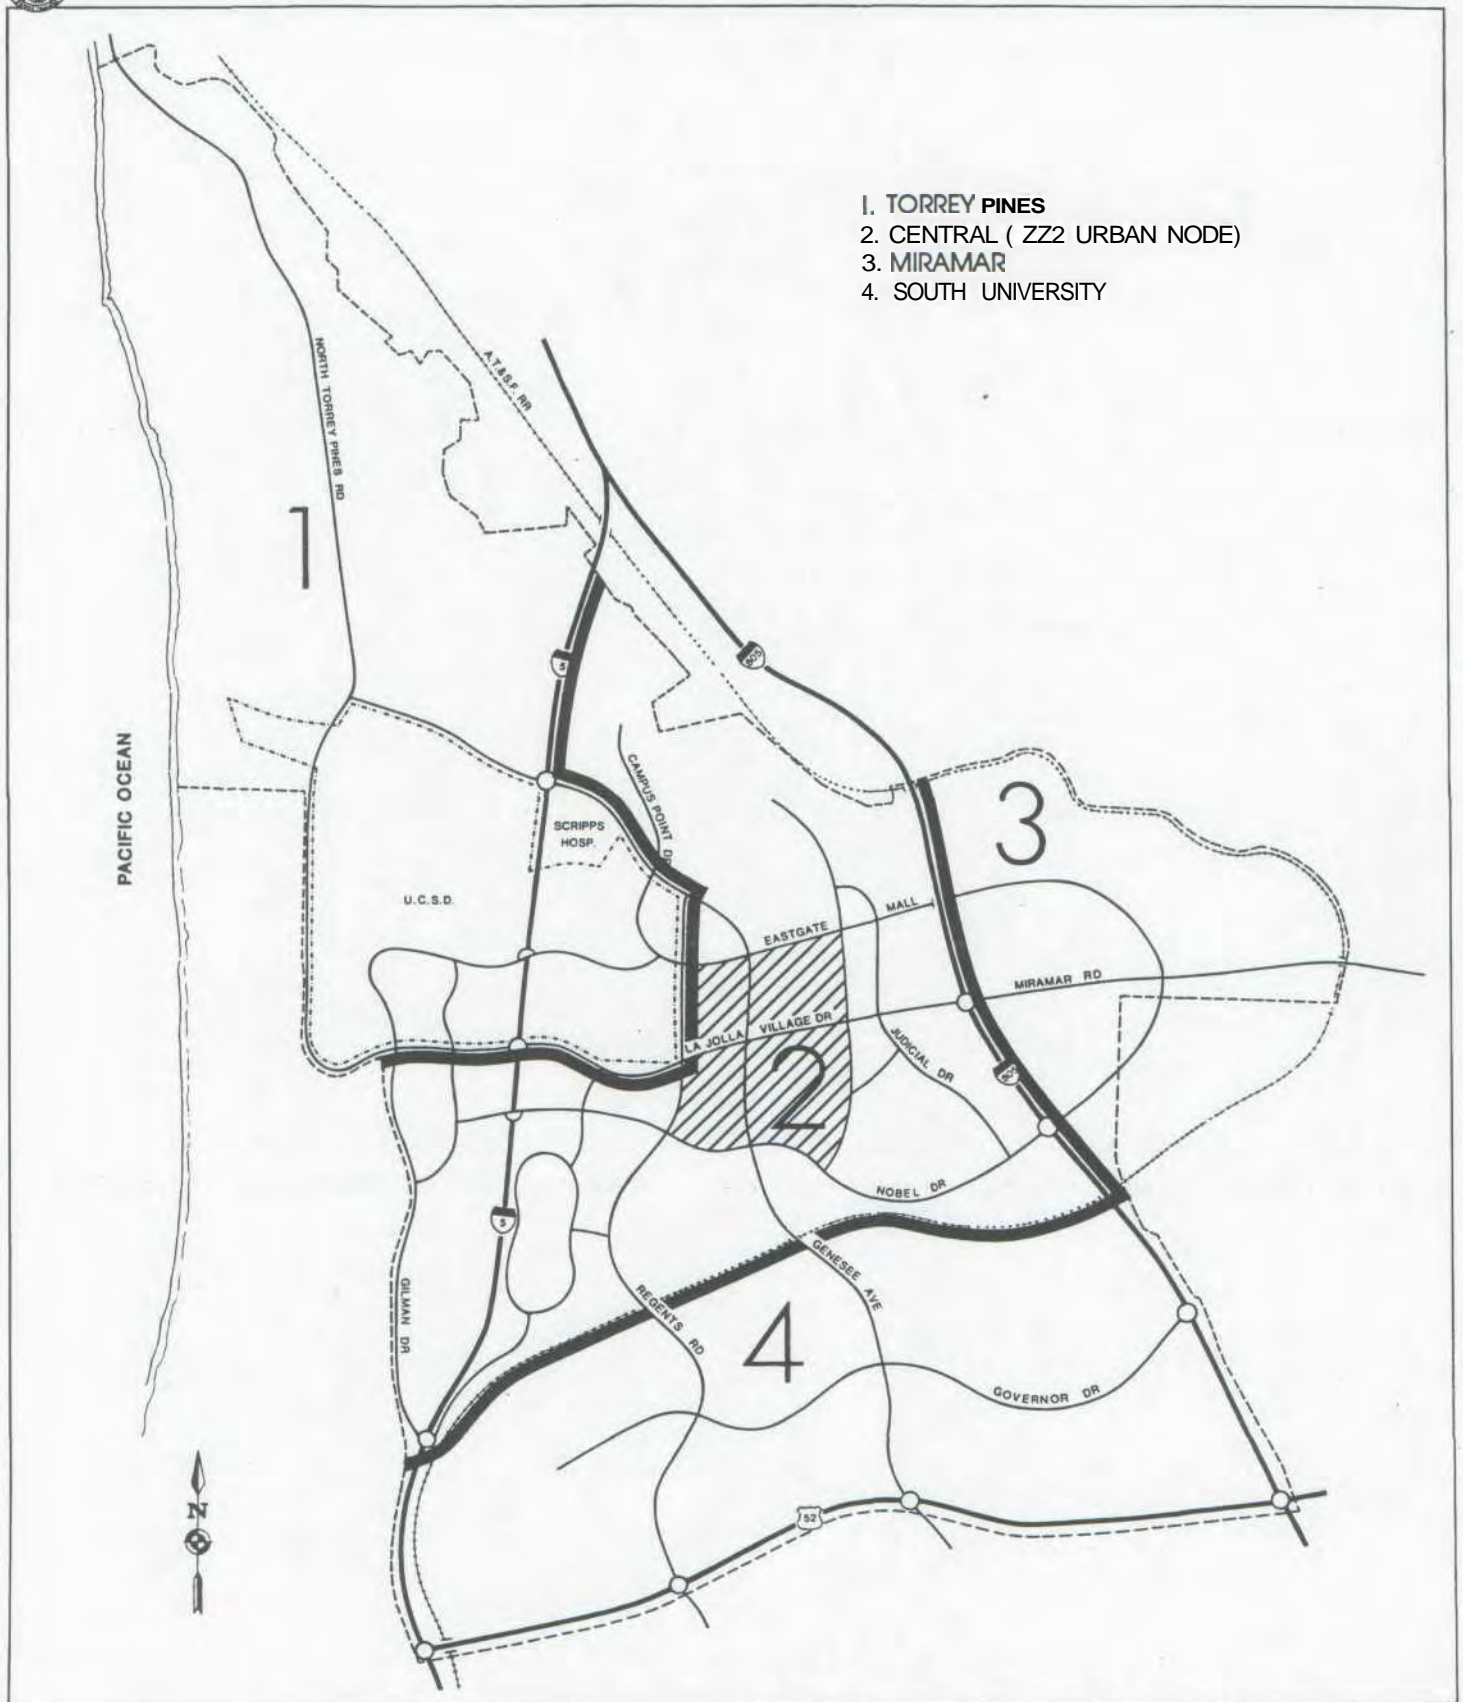 1. TORREY PINES
2. CENTRAL ( ZZ2 URBAN NODE)
3. MIRAMAR
4. SOUTH UNIVERSITY
A.T.&S.F. RR
NORTH TORREY PINES RD
1
805
5
PACIFIC OCEAN
CAMPUS POINT DR
3
SCRIPPS
HOSP.
U.C.S.D.
EASTGATE MALL
MIRAMAR RD
LA JOLLA VILLAGE DR
JUDICIAL DR
2
805
NOBEL DR
5
GENESEE AVE
GILMAN DR
REGENTS RD
4
GOVERNOR DR
N
52